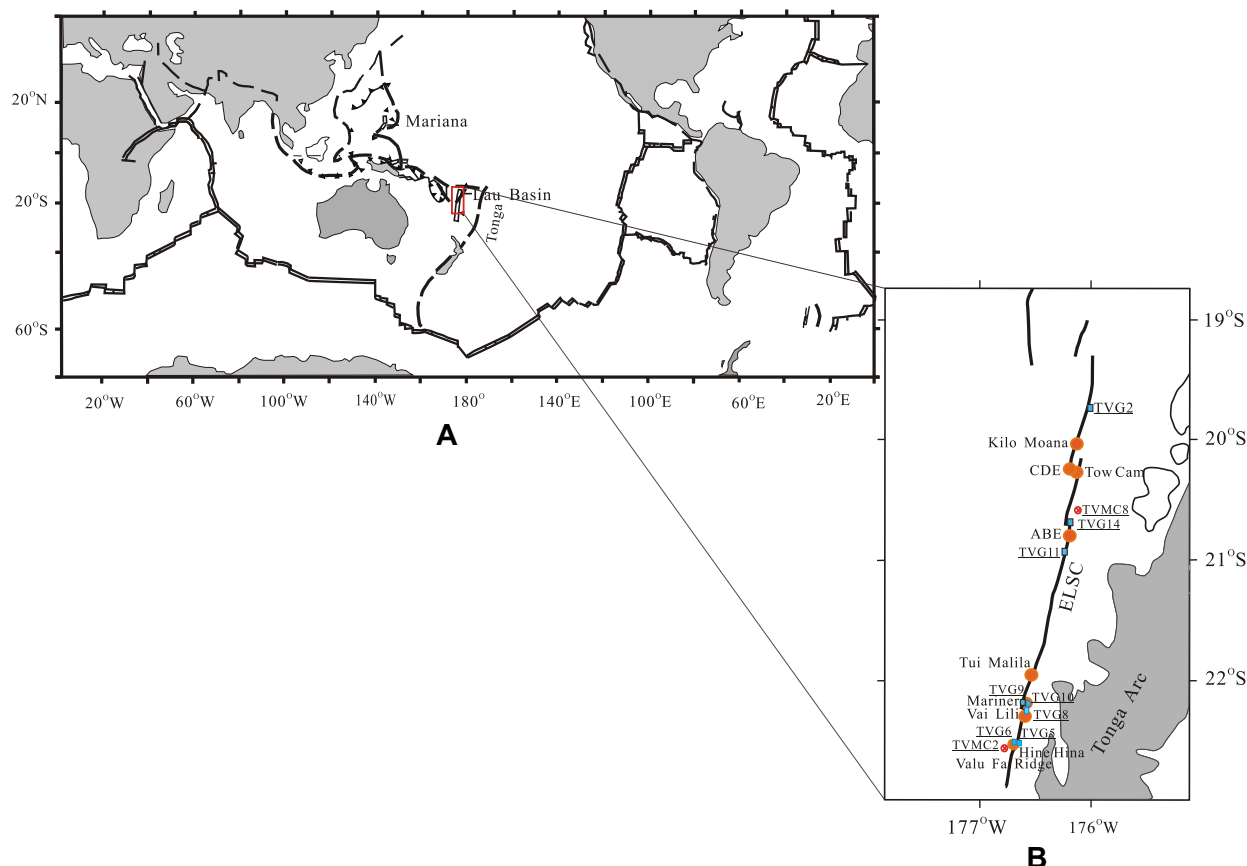 20°N
20°S
60°S
Mariana
Lau Basin
Tonga
20°W
60°W
100°W
140°W
180°
140°E
100°E
60°E
20°E
A
19°S
20°S
21°S
22°S
TVG2
Kilo Moana
CDE
Tow Cam
TVMC8
TVG14
ABE
TVG11
ELSC
Tui Malila
TVG9
TVG10
Mariner
Vai Lili
TVG8
TVG6
TVG5
TVMC2
Hine Hina
Valu Fa Ridge
Tonga Arc
177°W
176°W
B